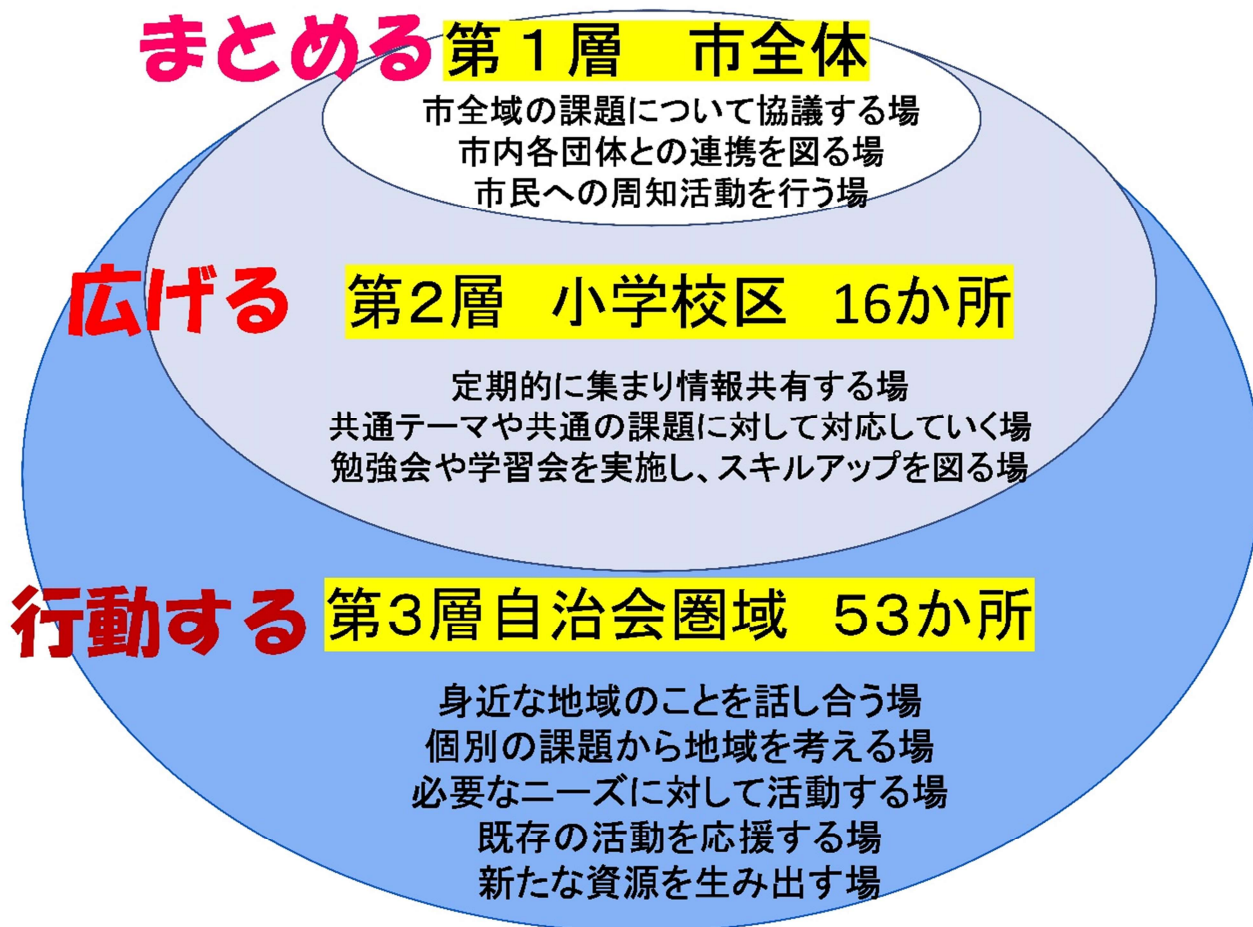 まとめる 第１層　市全体
市全域の課題について協議する場
市内各団体との連携を図る場
市民への周知活動を行う場
広げる 第２層　小学校区　16か所
定期的に集まり情報共有する場
共通テーマや共通の課題に対して対応していく場
勉強会や学習会を実施し、スキルアップを図る場
行動する 第３層自治会圏域　５３か所
身近な地域のことを話し合う場
個別の課題から地域を考える場
必要なニーズに対して活動する場
既存の活動を応援する場
新たな資源を生み出す場